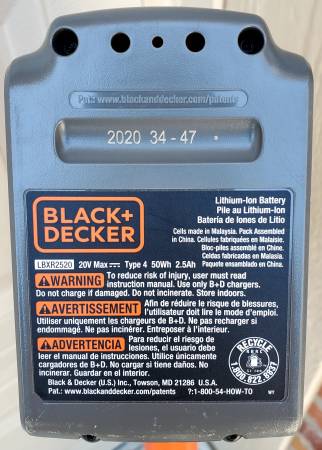 Pat.: www.blackanddecker.com/patents
2020 34-47
BLACK+
DECKER
Lithium-Ion Battery
Pile au Lithium-Ion
Batería de Iones de Litio
Cells made in Malaysia. Pack Assembled
in China. Cellules fabriquées en Malaisie.
Bloc-piles assemblé en Chine.
Celdas fabricadas en Malasia.
Paquete ensamblado en China.
LBXR2520 20V Max Type 4 50Wh 2.5Ah
WARNING To reduce risk of injury, user must read
instruction manual. Use only B+D chargers.
Do not charge if damaged. Do not incinerate. Store indoors.
AVERTISSEMENT Afin de réduire le risque de blessures,
l'utilisateur doit lire le mode d'emploi.
Utiliser uniquement les chargeurs de B+D. Ne pas recharger si
endommagé. Ne pas incinérer. Entreposer à l'interieur.
ADVERTENCIA Para reducir el riesgo de
lesiones, el usuario debe
leer el manual de instrucciones. Utilice únicamente
cargadores de B+D. No cargar si está dañado. No
incinerar. Guardar en el interior.
RECYCLE
RBRC
Li-ion
1.800.822.8837
Black & Decker (U.S.) Inc., Towson, MD 21286 U.S.A.
Pat.: www.blackanddecker.com/patents ?:1-800-54-HOW-TO